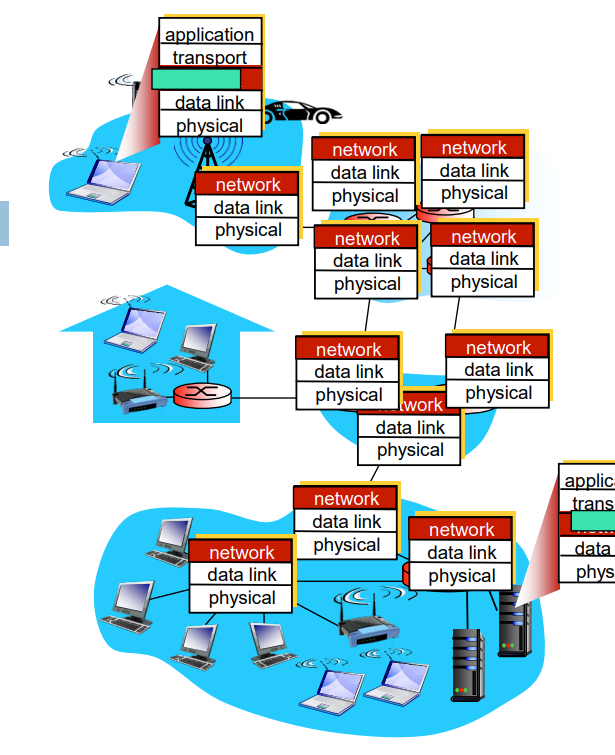 application
transport
data link
physical
network
data link
physical
network
data link
physical
network
data link
physical
network
data link
physical
network
data link
physical
network
data link
physical
network
data link
physical
work
data link
physical
network
data link
physical
network
data link
physical
network
data link
physical
applica
trans
data
phys